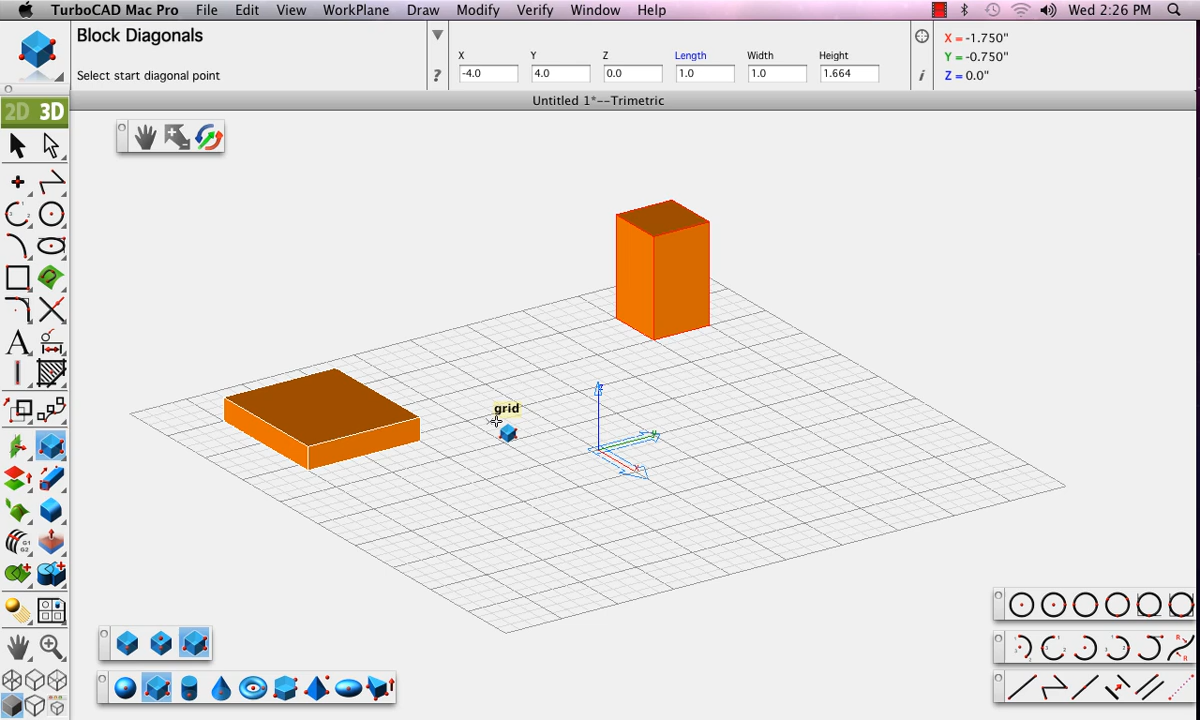 TurboCAD Mac Pro File Edit View WorkPlane Draw Modify Verify Window Help Wed 2:26 PM
Block Diagonals
Select start diagonal point
?
X Y Z Length Width Height
-4.0 4.0 0.0 1.0 1.0 1.664
i
X = -1.750"
Y = -0.750"
Z = 0.0"
Untitled 1*--Trimetric
2D 3D
A
G1
G2
grid
z
y
x
R
R